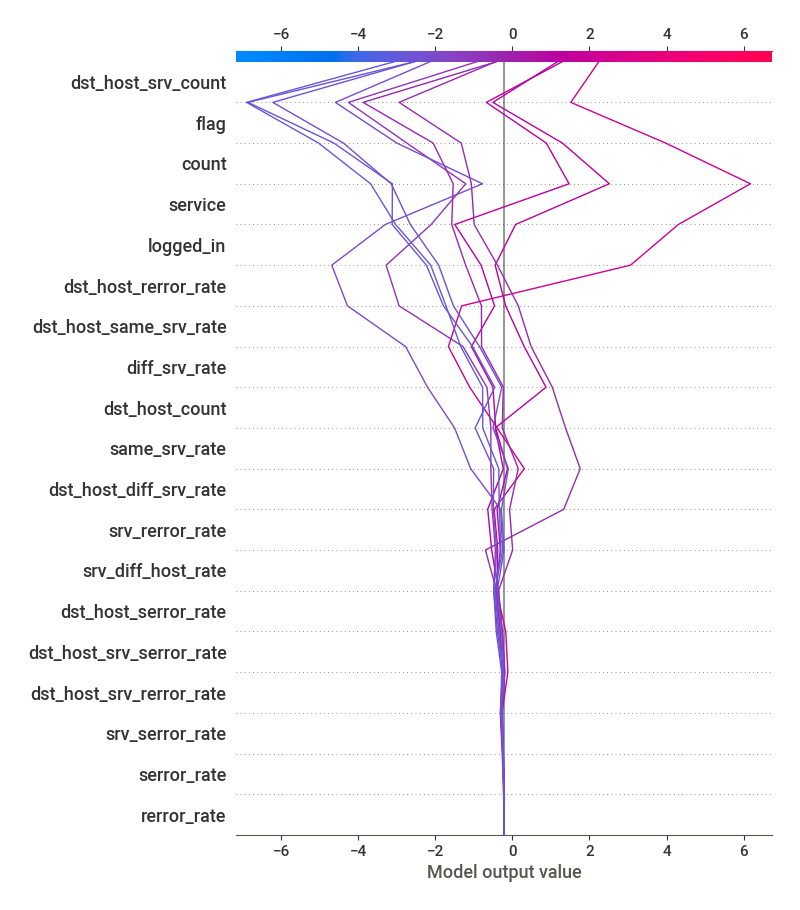 −6 −4 −2 0 2 4 6
dst_host_srv_count
flag
count
service
logged_in
dst_host_rerror_rate
dst_host_same_srv_rate
diff_srv_rate
dst_host_count
same_srv_rate
dst_host_diff_srv_rate
srv_rerror_rate
srv_diff_host_rate
dst_host_serror_rate
dst_host_srv_serror_rate
dst_host_srv_rerror_rate
srv_serror_rate
serror_rate
rerror_rate
−6 −4 −2 0 2 4 6
Model output value